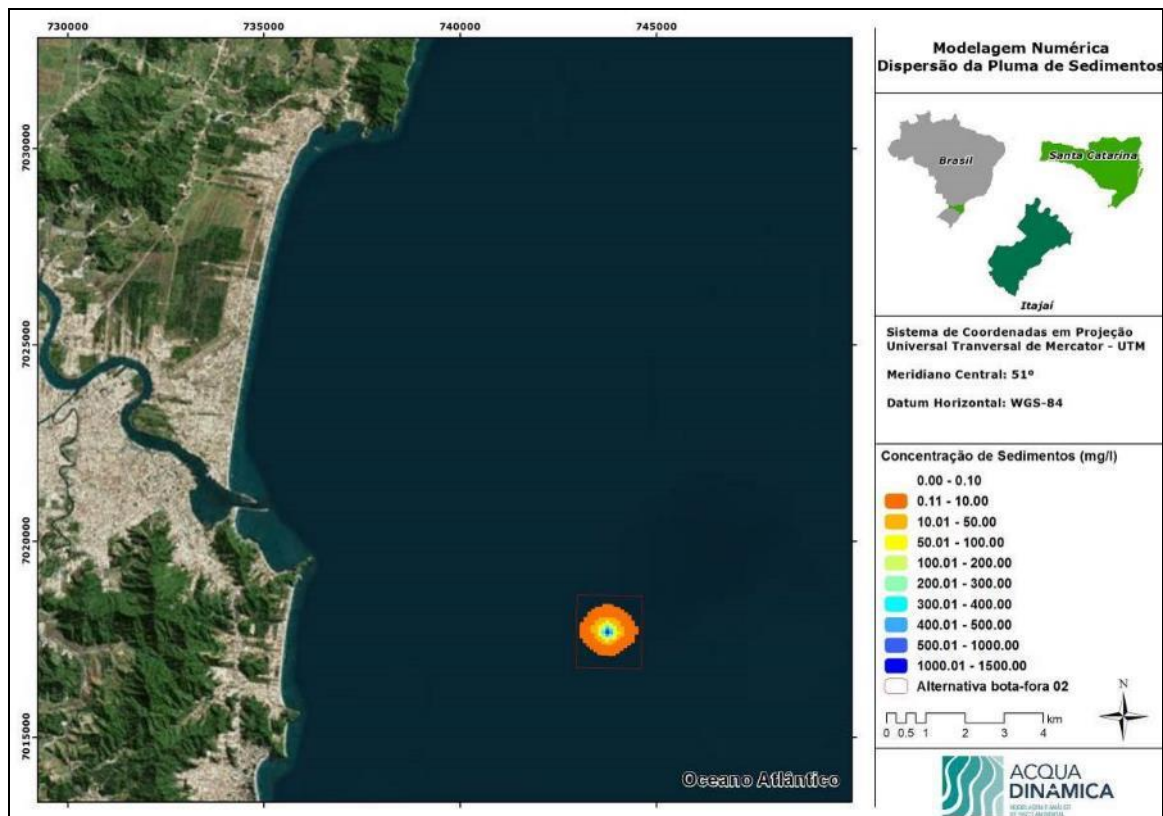 730000
735000
740000
745000
7030000
7025000
7020000
7015000
Oceano Atlântico
Modelagem Numérica
Dispersão da Pluma de Sedimentos
Brasil
Santa Catarina
Itajaí
Sistema de Coordenadas em Projeção
Universal Tranversal de Mercator - UTM
Meridiano Central: 51º
Datum Horizontal: WGS-84
Concentração de Sedimentos (mg/l)
0.00 - 0.10
0.11 - 10.00
10.01 - 50.00
50.01 - 100.00
100.01 - 200.00
200.01 - 300.00
300.01 - 400.00
400.01 - 500.00
500.01 - 1000.00
1000.01 - 1500.00
Alternativa bota-fora 02
N
km
0 0.5 1 2 3 4
ACQUA
DINAMICA